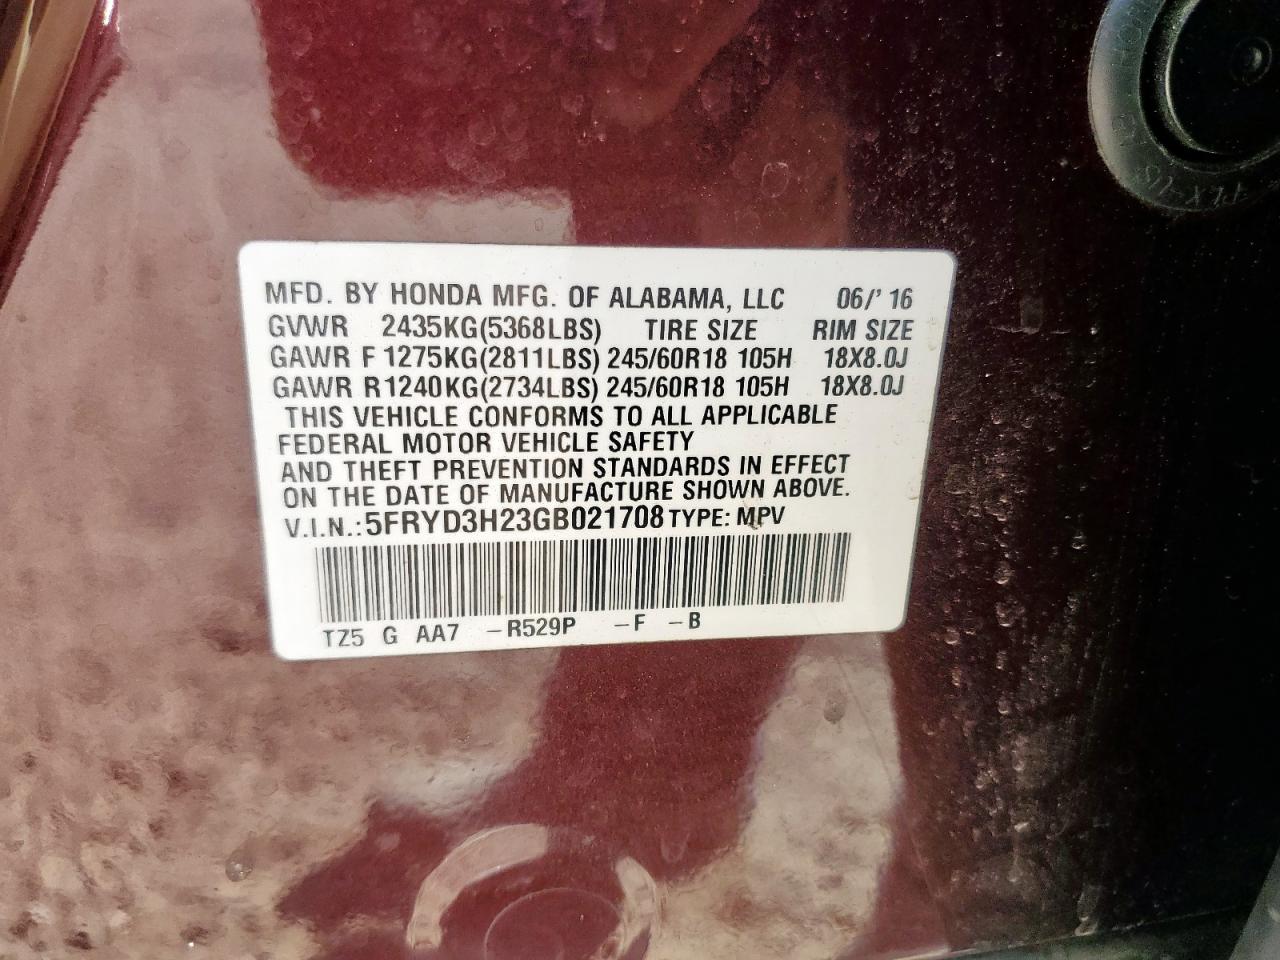 MFD. BY HONDA MFG. OF ALABAMA, LLC 06/' 16
GVWR 2435KG(5368LBS) TIRE SIZE RIM SIZE
GAWR F 1275KG(2811LBS) 245/60R18 105H 18X8.0J
GAWR R1240KG(2734LBS) 245/60R18 105H 18X8.0J
THIS VEHICLE CONFORMS TO ALL APPLICABLE
FEDERAL MOTOR VEHICLE SAFETY
AND THEFT PREVENTION STANDARDS IN EFFECT
ON THE DATE OF MANUFACTURE SHOWN ABOVE.
V.I.N.:5FRYD3H23GB021708 TYPE: MPV
TZ5 G AA7 -R529P -F -B